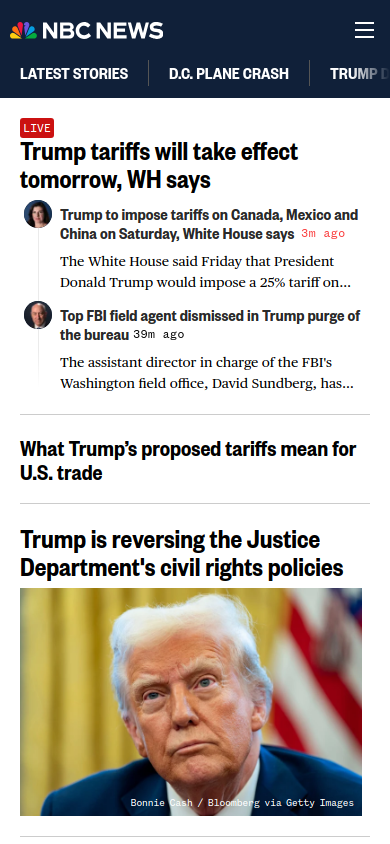 NBC NEWS
LATEST STORIES D.C. PLANE CRASH TRUMP D
LIVE
Trump tariffs will take effect
tomorrow, WH says
Trump to impose tariffs on Canada, Mexico and
China on Saturday, White House says 3m ago
The White House said Friday that President
Donald Trump would impose a 25% tariff on...
Top FBI field agent dismissed in Trump purge of
the bureau 39m ago
The assistant director in charge of the FBI's
Washington field office, David Sundberg, has...
What Trump’s proposed tariffs mean for
U.S. trade
Trump is reversing the Justice
Department's civil rights policies
Bonnie Cash / Bloomberg via Getty Images